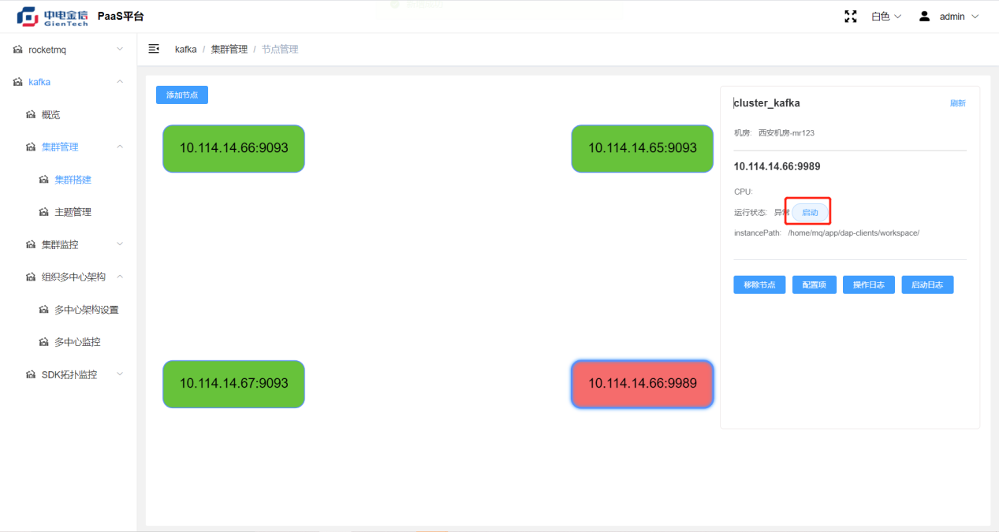 中电金信
GienTech
PaaS平台
白色
admin
rocketmq
kafka
概览
集群管理
集群搭建
主题管理
集群监控
组织多中心架构
多中心架构设置
多中心监控
SDK拓扑监控
kafka / 集群管理 / 节点管理
添加节点
10.114.14.66:9093
10.114.14.65:9093
10.114.14.67:9093
10.114.14.66:9989
cluster_kafka
刷新
机房: 西安机房-mr123
10.114.14.66:9989
CPU:
运行状态: 异常 启动
instancePath: /home/mq/app/dap-clients/workspace/
移除节点 配置项 操作日志 启动日志